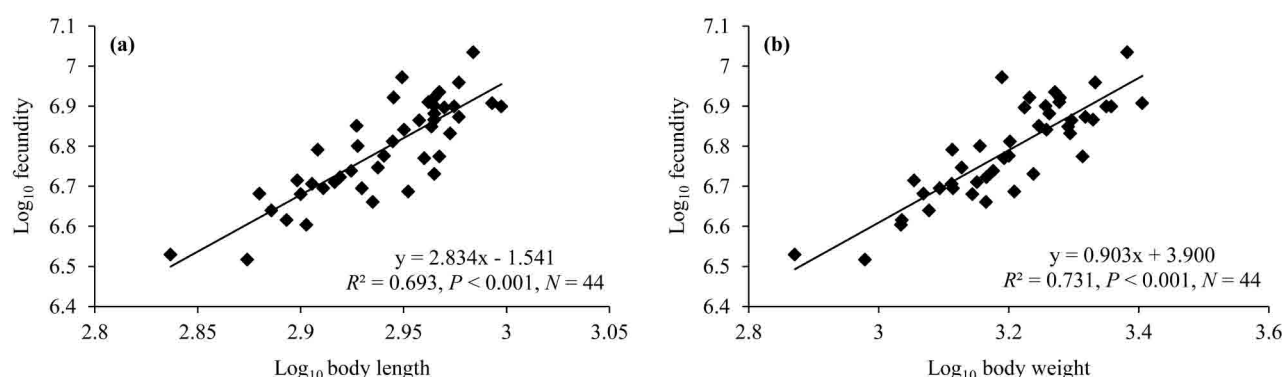 (a)
7.1
7
6.9
6.8
6.7
6.6
6.5
6.4
Log₁₀ fecundity
y = 2.834x - 1.541
R² = 0.693, P < 0.001, N = 44
2.8 2.85 2.9 2.95 3 3.05
Log₁₀ body length
(b)
7.1
7
6.9
6.8
6.7
6.6
6.5
6.4
Log₁₀ fecundity
y = 0.903x + 3.900
R² = 0.731, P < 0.001, N = 44
2.8 3 3.2 3.4 3.6
Log₁₀ body weight